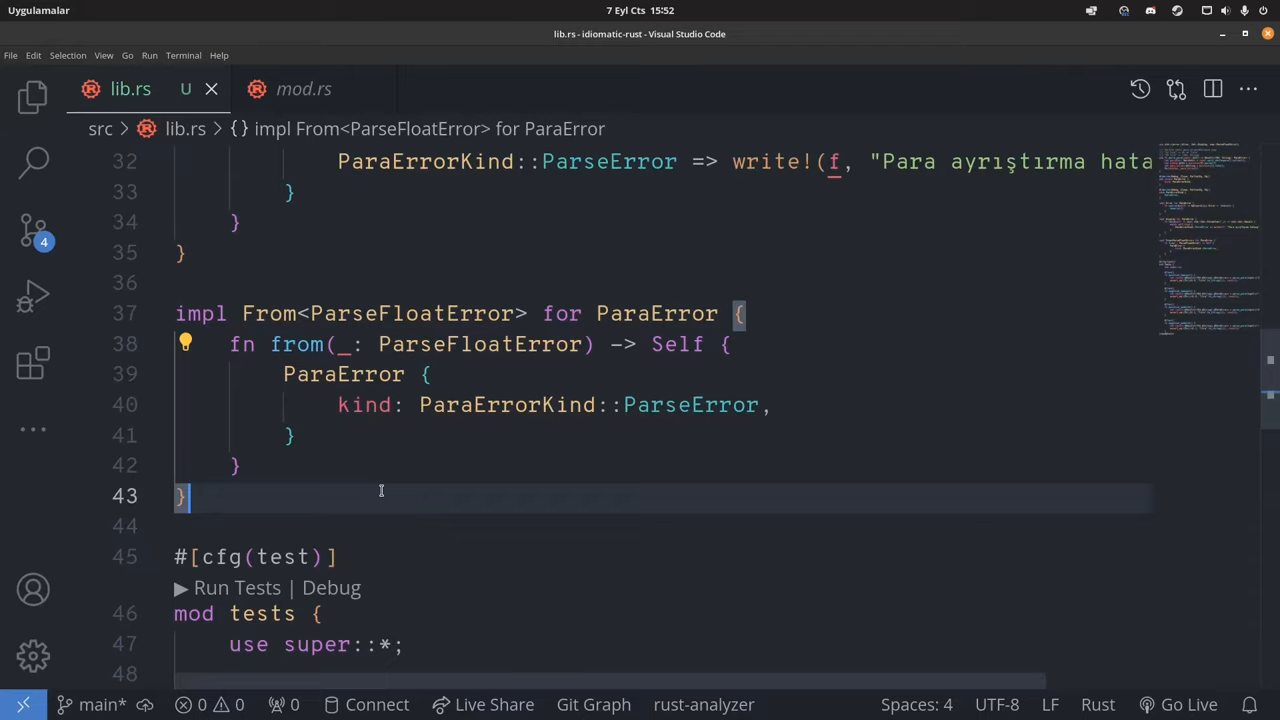 Uygulamalar
7 Eyl Cts 15:52
lib.rs - idiomatic-rust - Visual Studio Code
File Edit Selection View Go Run Terminal Help
lib.rs U mod.rs
src > lib.rs > {} impl From<ParseFloatError> for ParaError
32 ParaErrorKind::ParseError => write!(f, "Para ayrıştırma hata
33 }
34 }
35 }
36
37 impl From<ParseFloatError> for ParaError {
38 fn from(_: ParseFloatError) -> Self {
39 ParaError {
40 kind: ParaErrorKind::ParseError,
41 }
42 }
43 }
44
45 #[cfg(test)]
▶ Run Tests | Debug
46 mod tests {
47 use super::*;
48
4
main* 0 0 0 Connect Live Share Git Graph rust-analyzer Spaces: 4 UTF-8 LF Rust Go Live